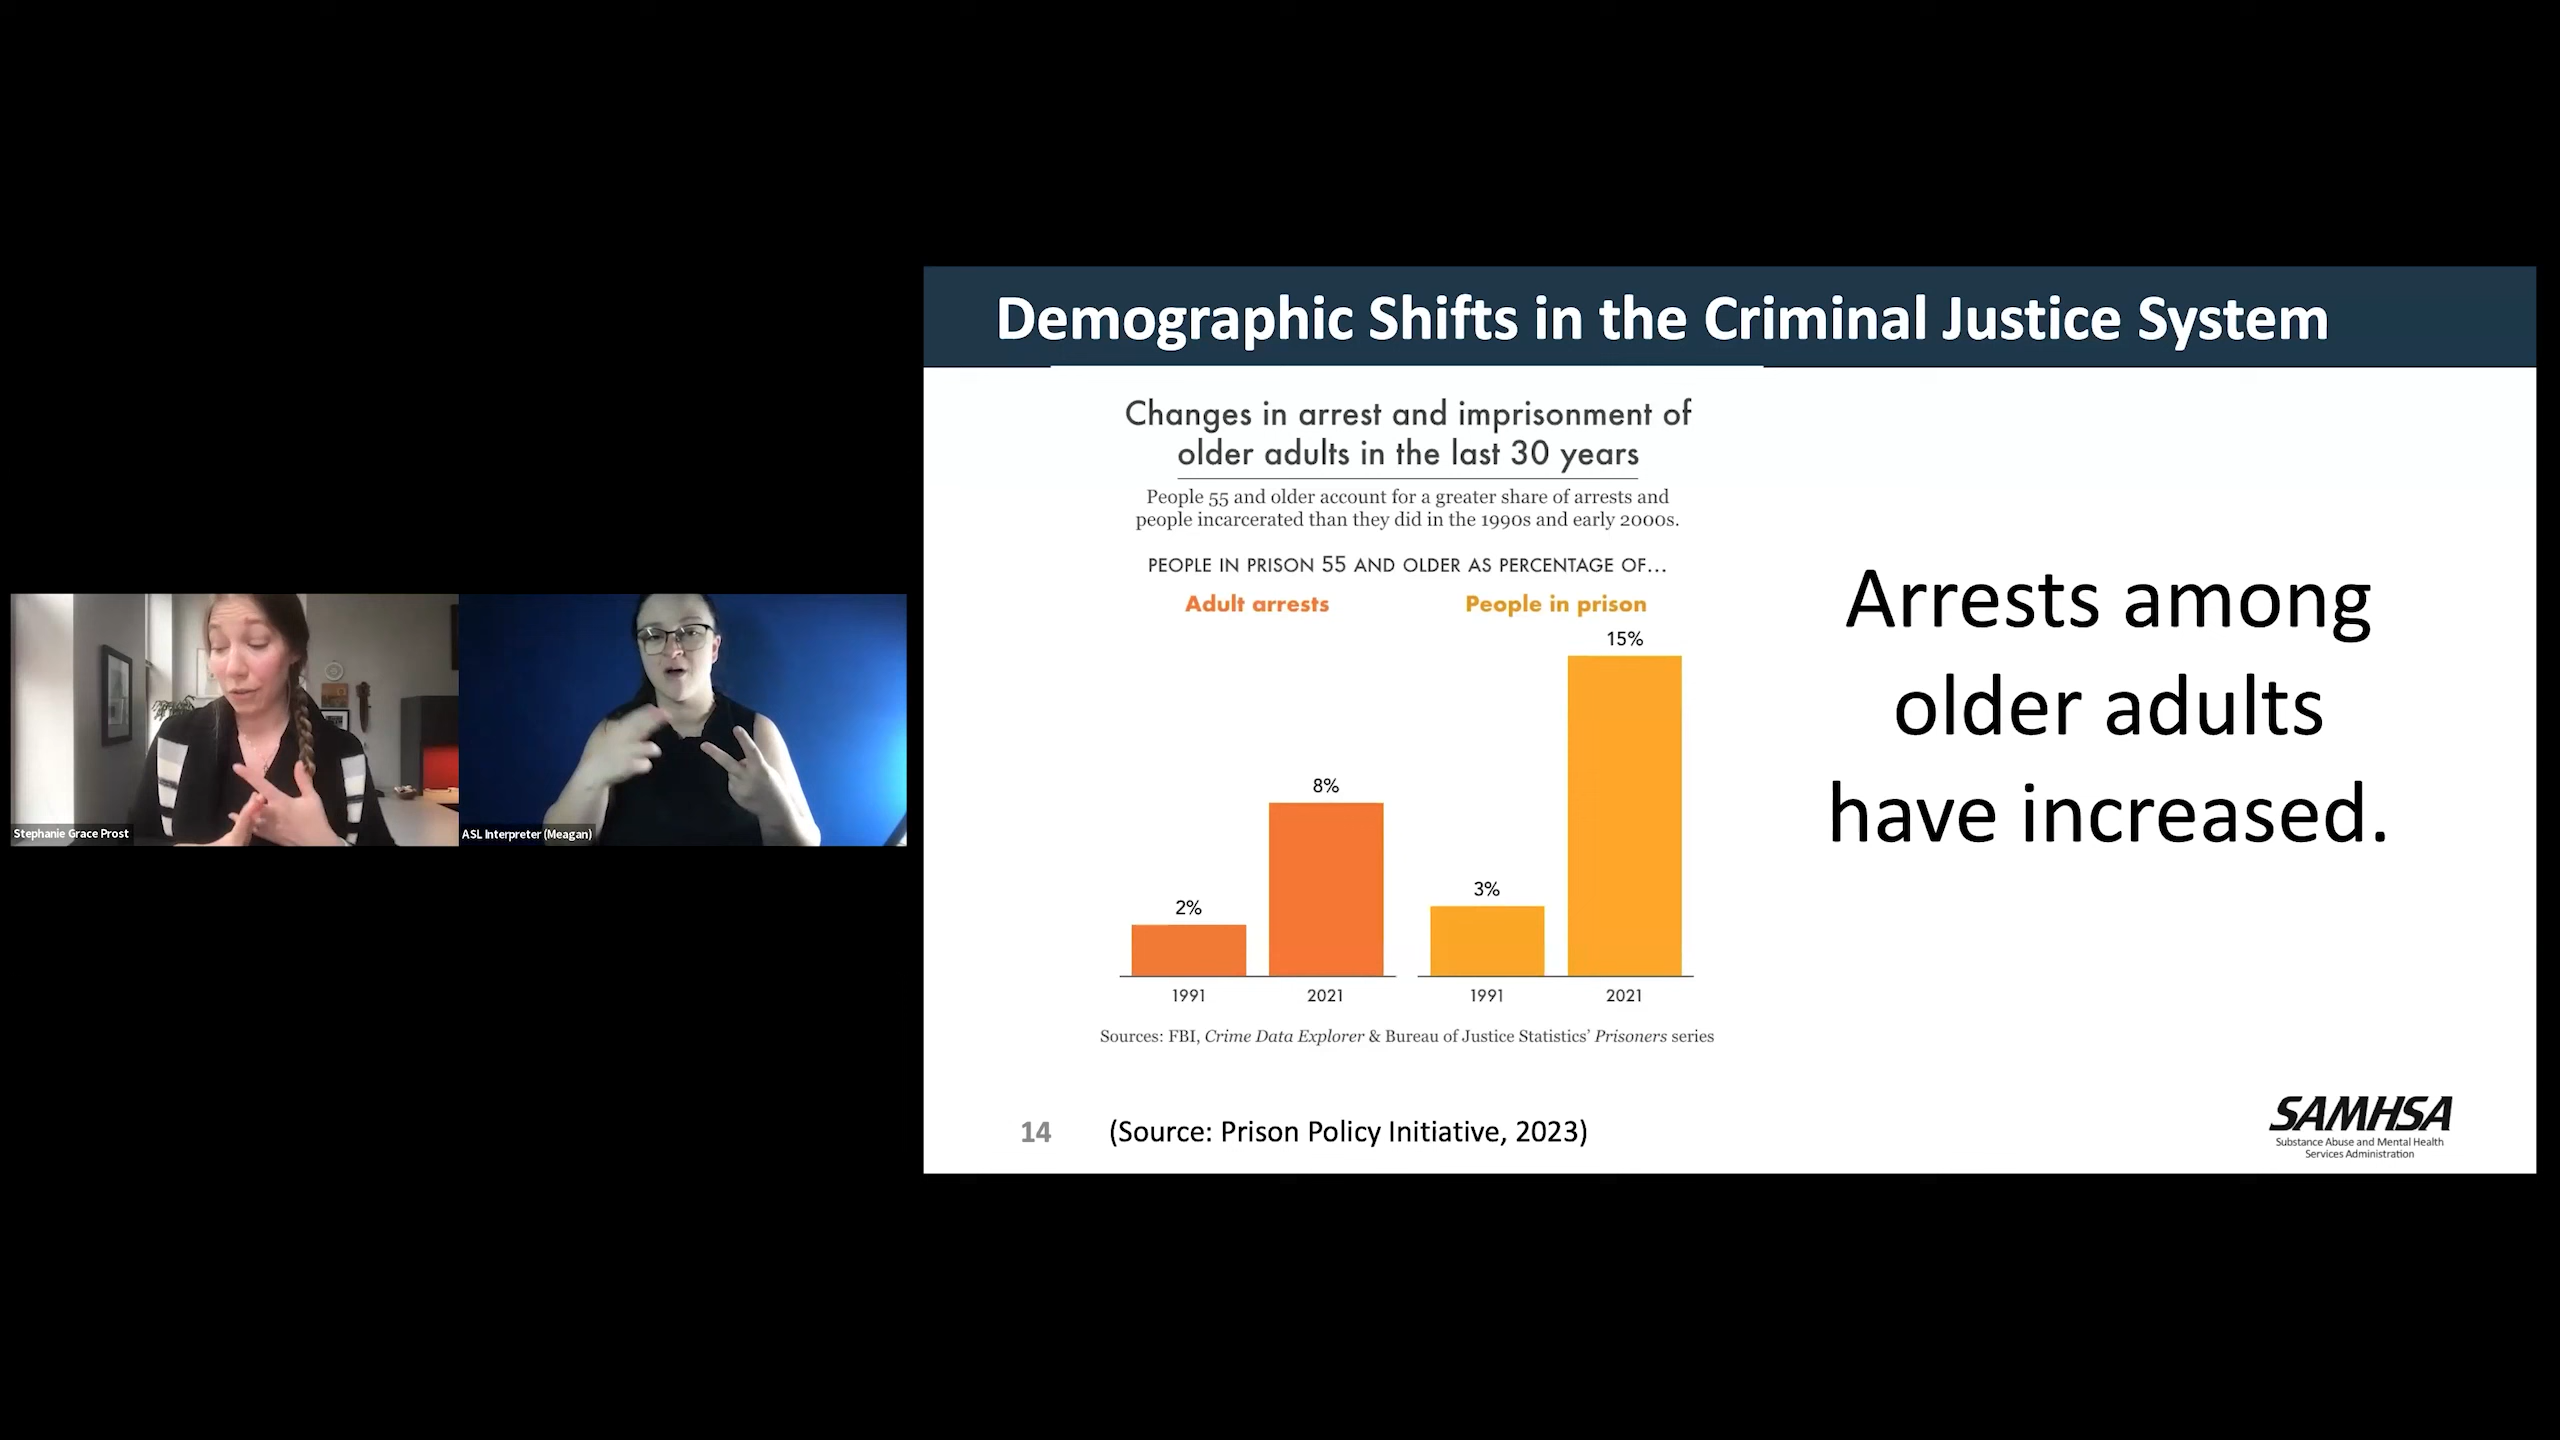 Demographic Shifts in the Criminal Justice System
Changes in arrest and imprisonment of
older adults in the last 30 years
People 55 and older account for a greater share of arrests and
people incarcerated than they did in the 1990s and early 2000s.
PEOPLE IN PRISON 55 AND OLDER AS PERCENTAGE OF...
Adult arrests
People in prison
2%
8%
3%
15%
1991
2021
1991
2021
Sources: FBI, Crime Data Explorer & Bureau of Justice Statistics’ Prisoners series
Arrests among
older adults
have increased.
14
(Source: Prison Policy Initiative, 2023)
SAMHSA
Substance Abuse and Mental Health
Services Administration
Stephanie Grace Prost
ASL Interpreter (Meagan)